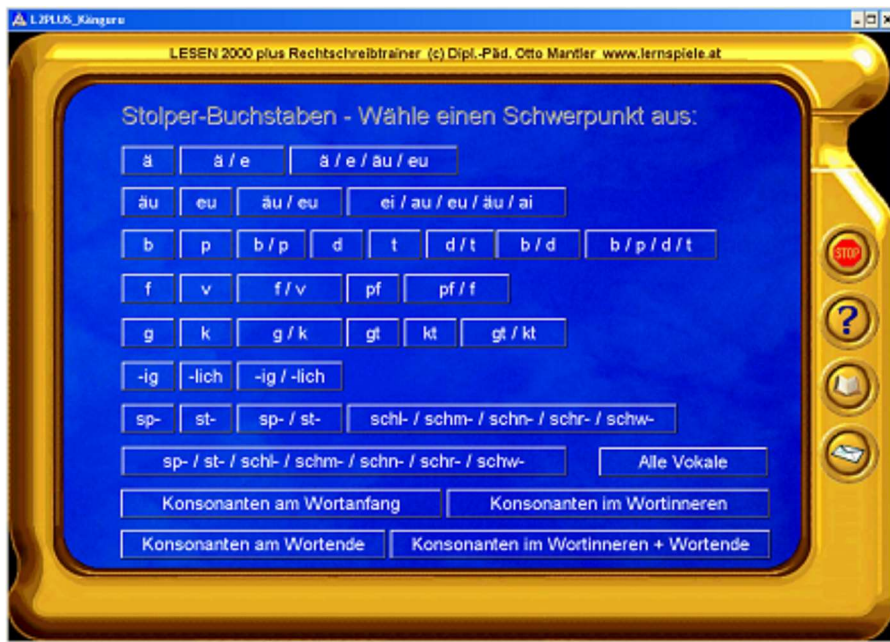 L2PLUS_Känguru
LESEN 2000 plus Rechtschreibtrainer (c) Dipl.-Päd. Otto Mantler www.lernspiele.at
Stolper-Buchstaben - Wähle einen Schwerpunkt aus:
ä ä / e ä / e / äu / eu
äu eu äu / eu ei / au / eu / äu / ai
b p b / p d t d / t b / d b / p / d / t
f v f / v pf pf / f
g k g / k gt kt gt / kt
-ig -lich -ig / -lich
sp- st- sp- / st- schl- / schm- / schn- / schr- / schw-
sp- / st- / schl- / schm- / schn- / schr- / schw- Alle Vokale
Konsonanten am Wortanfang Konsonanten im Wortinneren
Konsonanten am Wortende Konsonanten im Wortinneren + Wortende
STOP
?